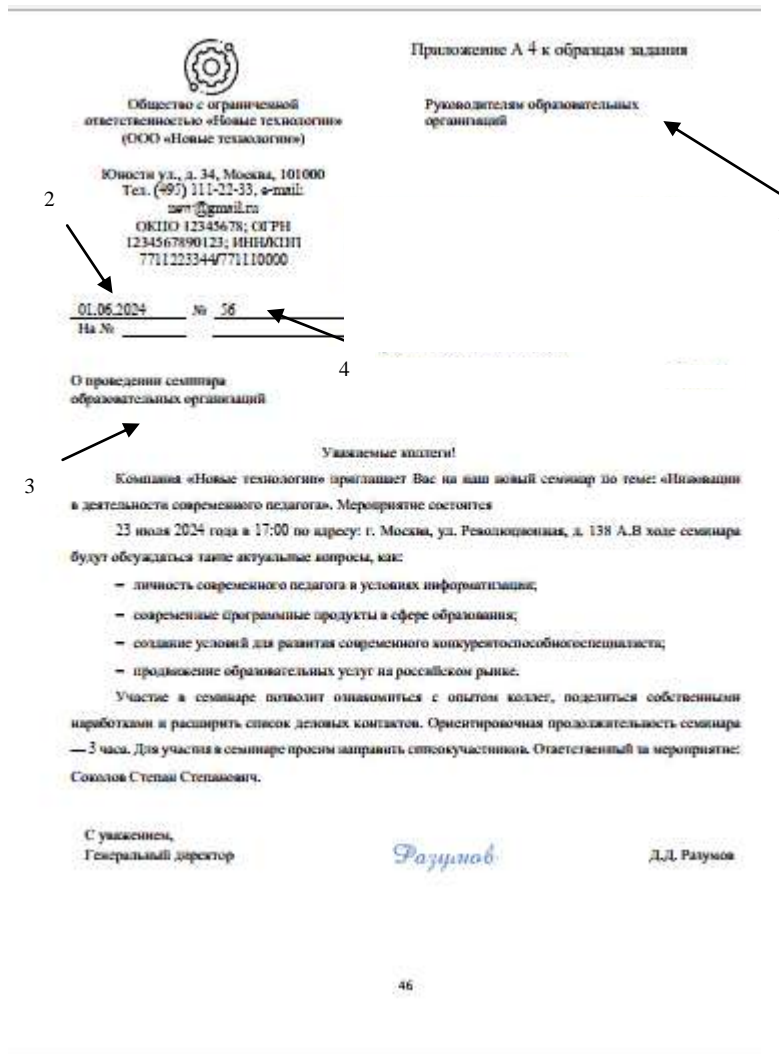 Приложение А 4 к образцам задания
Общество с ограниченной
ответственностью «Новые технологии»
(ООО «Новые технологии»)
Руководителям образовательных
организаций
Юности ул., д. 34, Москва, 101000
Тел. (495) 111-22-33, e-mail:
@gmail.ru
ОКПО 12345678; ОГРН
1234567890123; ИНН/КПП
7711223344/771110000
2
01.06.2024 № 56
На №
4
О проведении семинара
образовательных организаций
3
Уважаемые коллеги!
Компания «Новые технологии» приглашает Вас на наш новый семинар по теме: «Инновации
в деятельности современного педагога». Мероприятие состоится
23 июля 2024 года в 17:00 по адресу: г. Москва, ул. Революционная, д. 138 А.В ходе семинара
будут обсуждаться такие актуальные вопросы, как:
– личность современного педагога в условиях информатизации;
– современные программные продукты в сфере образования;
– создание условий для развития современного конкурентоспособногоспециалиста;
– продвижение образовательных услуг на российском рынке.
Участие в семинаре позволит ознакомиться с опытом коллег, поделиться собственными
наработками и расширить список деловых контактов. Ориентировочная продолжительность семинара
— 3 часа. Для участия в семинаре просим направить списокучастников. Ответственный за мероприятие:
Соколов Степан Степанович.
С уважением,
Генеральный директор Разумов Д.Д. Разумов
46